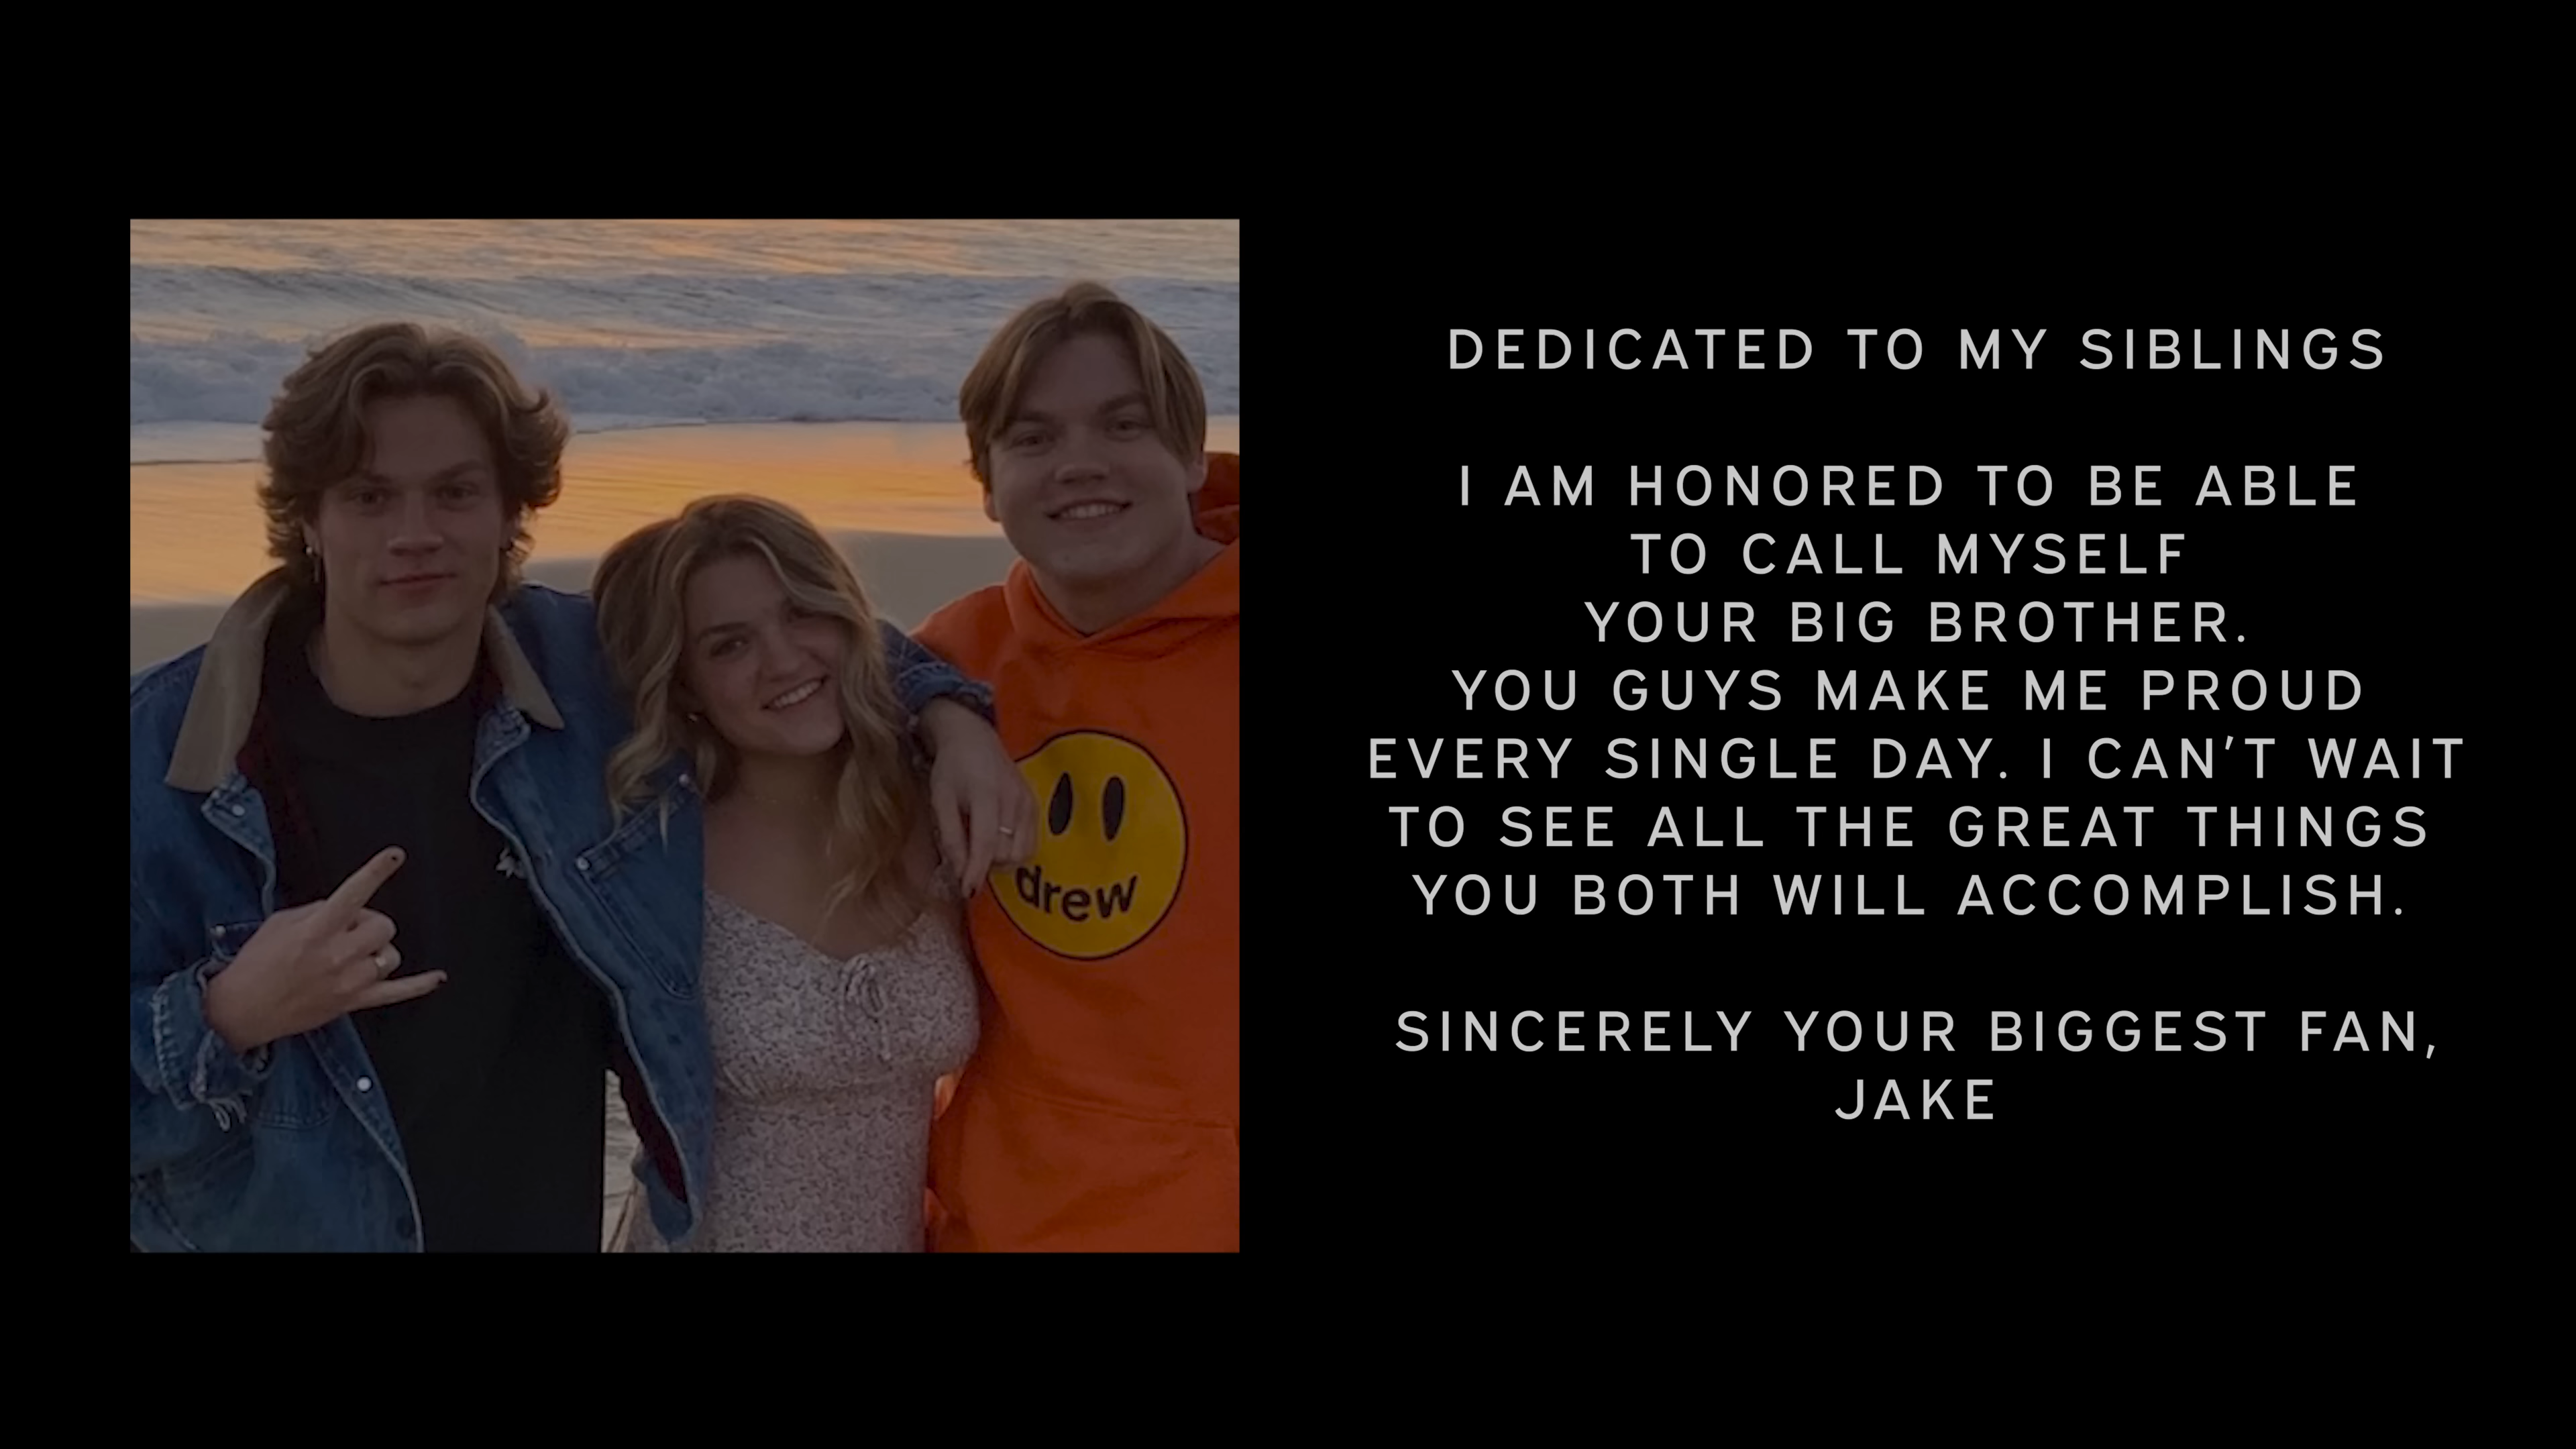 DEDICATED TO MY SIBLINGS
I AM HONORED TO BE ABLE
TO CALL MYSELF
YOUR BIG BROTHER.
YOU GUYS MAKE ME PROUD
EVERY SINGLE DAY. I CAN'T WAIT
TO SEE ALL THE GREAT THINGS
YOU BOTH WILL ACCOMPLISH.
SINCERELY YOUR BIGGEST FAN,
JAKE
drew